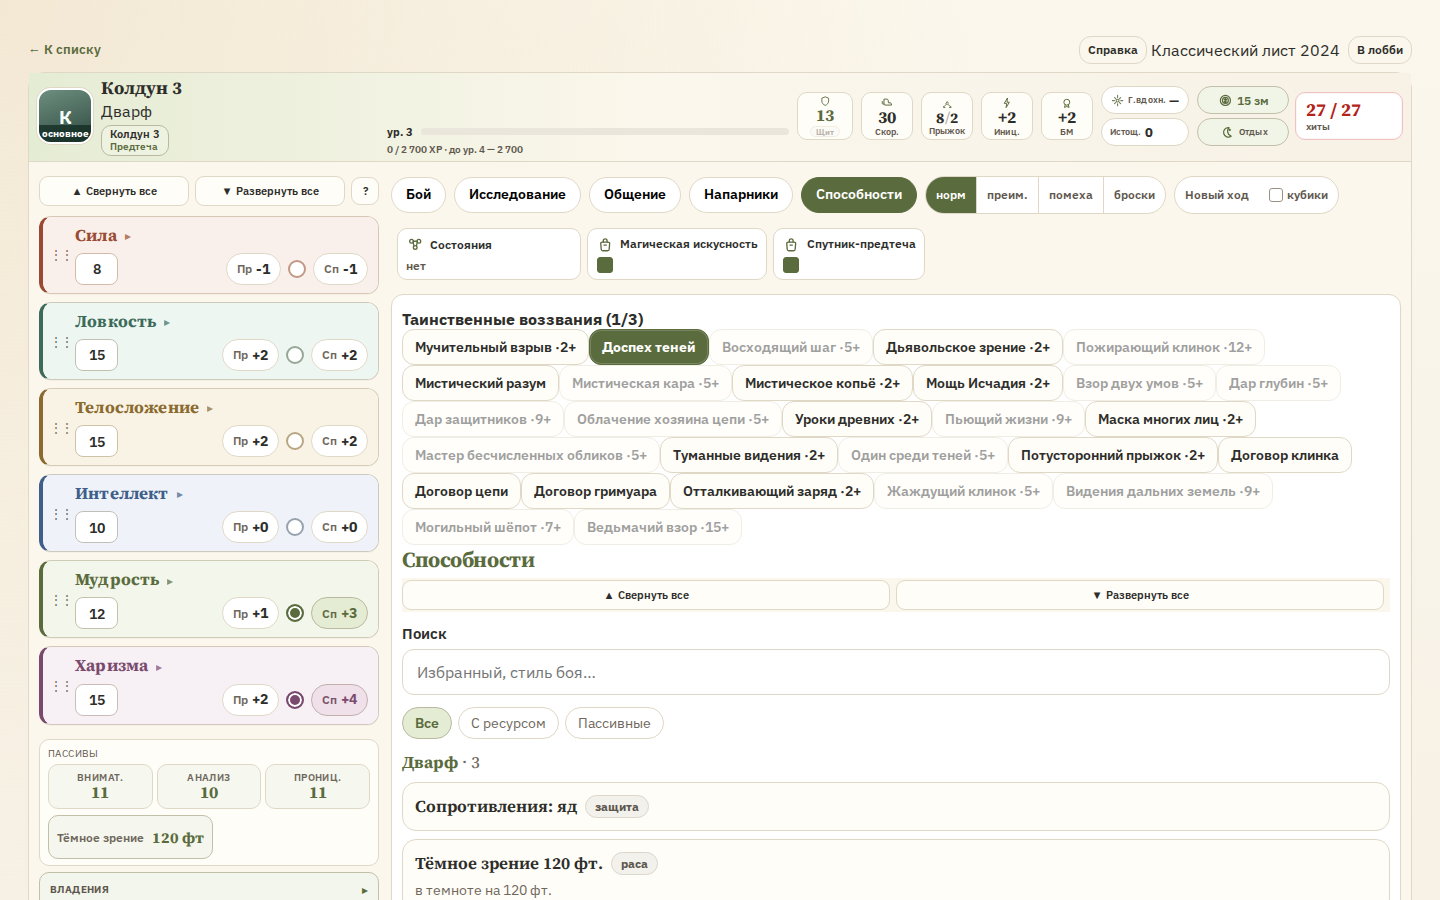 ← К списку
Справка Классический лист 2024 В лобби
К
основное
Колдун 3
Дварф
Колдун 3
Предтеча
ур. 3
0 / 2 700 XP · до ур. 4 — 2 700
13
Щит
30
Скор.
8/2
Прыжок
+2
Иниц.
+2
БМ
Г.вдохн. —
Истощ. 0
15 зм
Отдых
27 / 27
хиты
▲ Свернуть все ▼ Развернуть все ?
Сила ▸
8 Пр -1 Сп -1
Ловкость ▸
15 Пр +2 Сп +2
Телосложение ▸
15 Пр +2 Сп +2
Интеллект ▸
10 Пр +0 Сп +0
Мудрость ▸
12 Пр +1 Сп +3
Харизма ▸
15 Пр +2 Сп +4
ПАССИВЫ
ВНИМАТ. АНАЛИЗ ПРОНИЦ.
11 10 11
Тёмное зрение 120 фт
ВЛАДЕНИЯ ▸
Бой Исследование Общение Напарники Способности норм преим. помеха броски Новый ход кубики
Состояния
нет
Магическая искусность
Спутник-предтеча
Таинственные воззвания (1/3)
Мучительный взрыв ·2+ Доспех теней Восходящий шаг ·5+ Дьявольское зрение ·2+ Пожирающий клинок ·12+
Мистический разум Мистическая кара ·5+ Мистическое копьё ·2+ Мощь Исчадия ·2+ Взор двух умов ·5+ Дар глубин ·5+
Дар защитников ·9+ Облачение хозяина цепи ·5+ Уроки древних ·2+ Пьющий жизни ·9+ Маска многих лиц ·2+
Мастер бесчисленных обликов ·5+ Туманные видения ·2+ Один среди теней ·5+ Потусторонний прыжок ·2+ Договор клинка
Договор цепи Договор гримуара Отталкивающий заряд ·2+ Жаждущий клинок ·5+ Видения дальних земель ·9+
Могильный шёпот ·7+ Ведьмачий взор ·15+
Способности
▲ Свернуть все ▼ Развернуть все
Поиск
Избранный, стиль боя...
Все С ресурсом Пассивные
Дварф · 3
Сопротивления: яд защита
Тёмное зрение 120 фт. раса
в темноте на 120 фт.